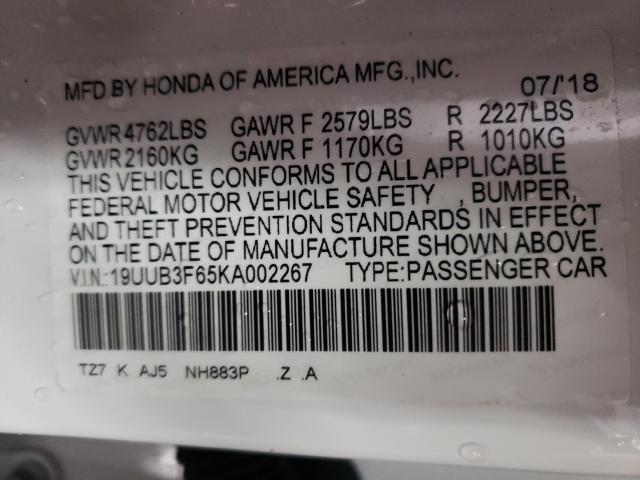 MFD BY HONDA OF AMERICA MFG.,INC. 07/'18
GVWR 4762LBS GAWR F 2579LBS R 2227LBS
GVWR 2160KG GAWR F 1170KG R 1010KG
THIS VEHICLE CONFORMS TO ALL APPLICABLE
FEDERAL MOTOR VEHICLE SAFETY , BUMPER,
AND THEFT PREVENTION STANDARDS IN EFFECT
ON THE DATE OF MANUFACTURE SHOWN ABOVE.
V.I.N.:19UUB3F65KA002267 TYPE:PASSENGER CAR
TZ7 K AJ5 NH883P .Z .A